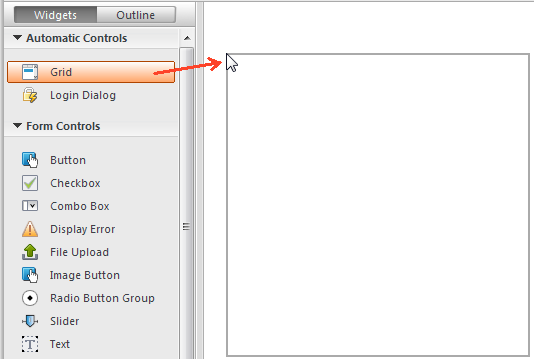 Widgets Outline
Automatic Controls
Grid
Login Dialog
Form Controls
Button
Checkbox
Combo Box
Display Error
File Upload
Image Button
Radio Button Group
Slider
Text